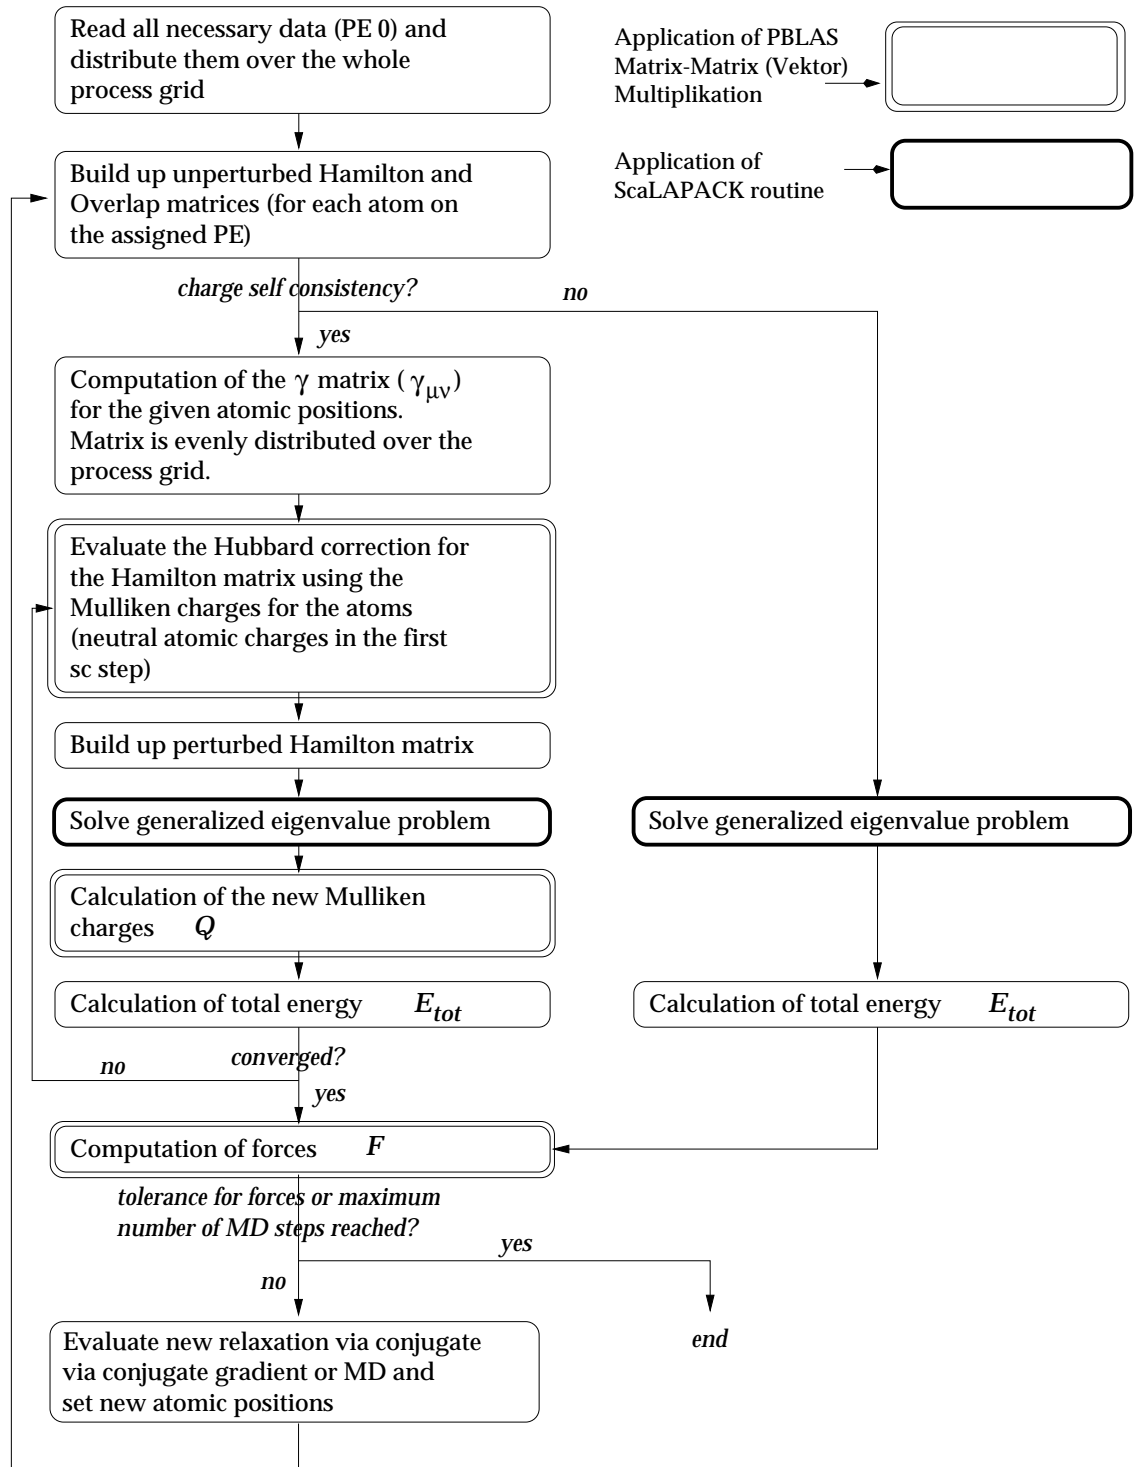 Read all necessary data (PE 0) and
distribute them over the whole
process grid
Application of PBLAS
Matrix-Matrix (Vektor)
Multiplikation
Build up unperturbed Hamilton and
Overlap matrices (for each atom on
the assigned PE)
Application of
ScaLAPACK routine
charge self consistency?
no
yes
Computation of the γ matrix ( γμν )
for the given atomic positions.
Matrix is evenly distributed over the
process grid.
Evaluate the Hubbard correction for
the Hamilton matrix using the
Mulliken charges for the atoms
(neutral atomic charges in the first
sc step)
Build up perturbed Hamilton matrix
Solve generalized eigenvalue problem
Solve generalized eigenvalue problem
Calculation of the new Mulliken
charges Q
Calculation of total energy Etot
Calculation of total energy Etot
converged?
no
yes
Computation of forces F
tolerance for forces or maximum
number of MD steps reached?
yes
no
end
Evaluate new relaxation via conjugate
via conjugate gradient or MD and
set new atomic positions